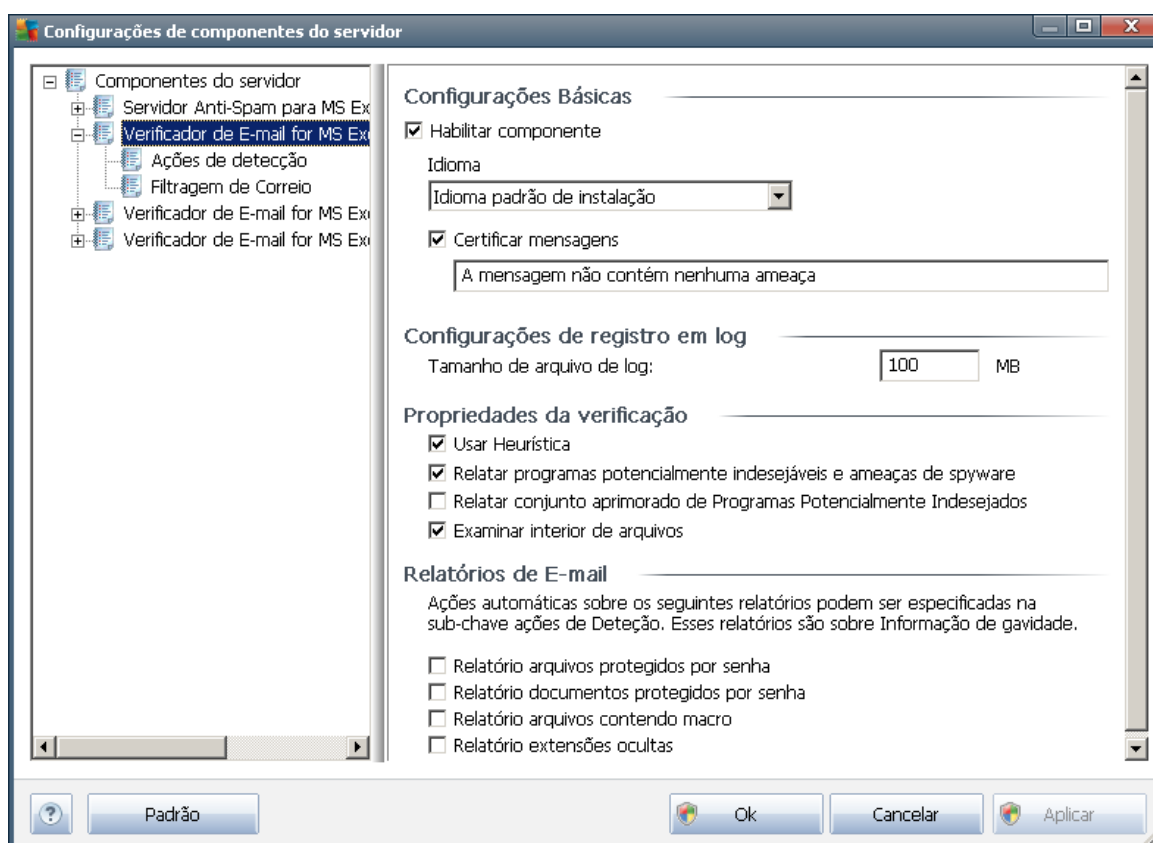 Configurações de componentes do servidor
Componentes do servidor
Servidor Anti-Spam para MS Ex
Verificador de E-mail for MS Ex
Ações de detecção
Filtragem de Correio
Verificador de E-mail for MS Ex
Verificador de E-mail for MS Ex
Configurações Básicas
Habilitar componente
Idioma
Idioma padrão de instalação
Certificar mensagens
A mensagem não contém nenhuma ameaça
Configurações de registro em log
Tamanho de arquivo de log:
100 MB
Propriedades da verificação
Usar Heurística
Relatar programas potencialmente indesejáveis e ameaças de spyware
Relatar conjunto aprimorado de Programas Potencialmente Indesejados
Examinar interior de arquivos
Relatórios de E-mail
Ações automáticas sobre os seguintes relatórios podem ser especificadas na
sub-chave ações de Deteção. Esses relatórios são sobre Informação de gavidade.
Relatório arquivos protegidos por senha
Relatório documentos protegidos por senha
Relatório arquivos contendo macro
Relatório extensões ocultas
? Padrão Ok Cancelar Aplicar